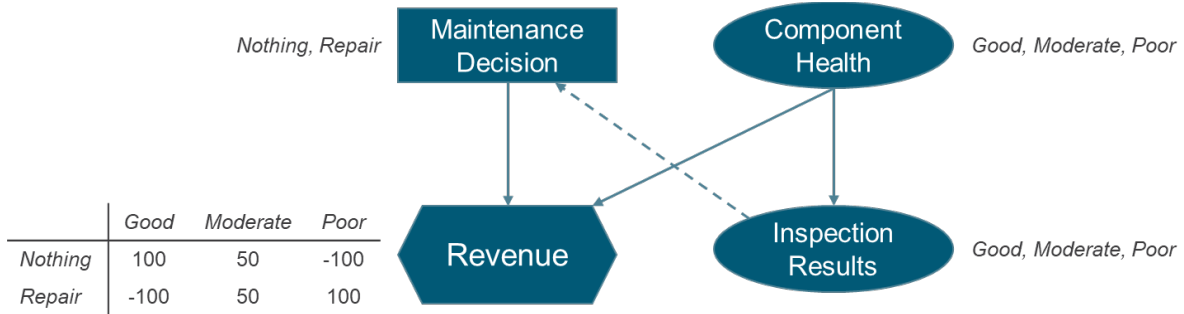 Maintenance
Decision
Component
Health
Nothing, Repair
Good, Moderate, Poor
Good Moderate Poor
Nothing 100 50 -100
Repair -100 50 100
Revenue
Inspection
Results
Good, Moderate, Poor